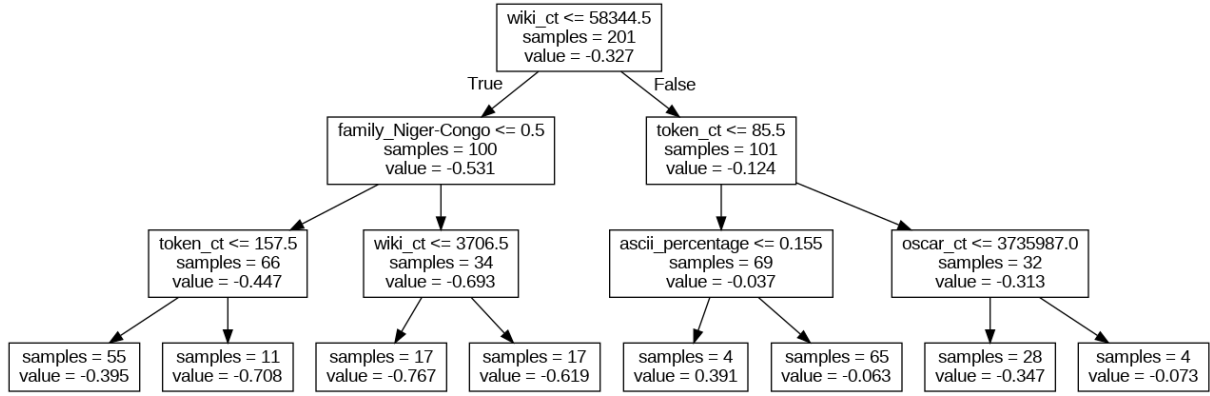 wiki_ct <= 58344.5
samples = 201
value = -0.327
True
False
family_Niger-Congo <= 0.5
samples = 100
value = -0.531
token_ct <= 85.5
samples = 101
value = -0.124
token_ct <= 157.5
samples = 66
value = -0.447
wiki_ct <= 3706.5
samples = 34
value = -0.693
ascii_percentage <= 0.155
samples = 69
value = -0.037
oscar_ct <= 3735987.0
samples = 32
value = -0.313
samples = 55
value = -0.395
samples = 11
value = -0.708
samples = 17
value = -0.767
samples = 17
value = -0.619
samples = 4
value = 0.391
samples = 65
value = -0.063
samples = 28
value = -0.347
samples = 4
value = -0.073